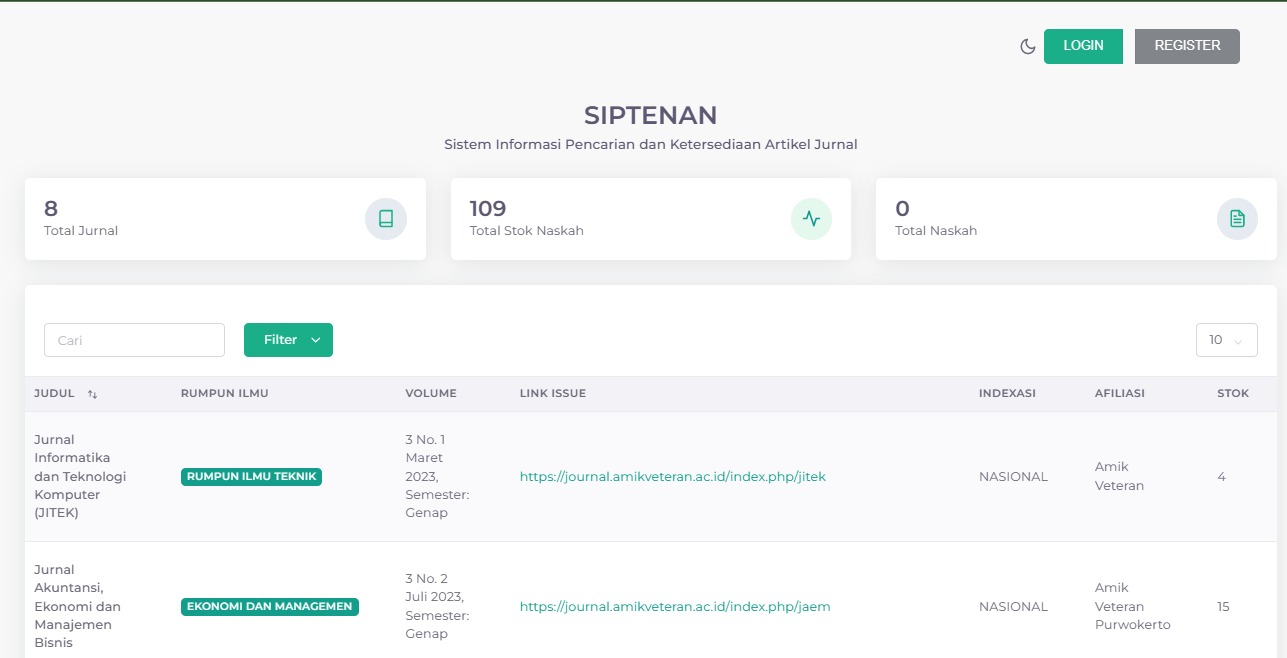 LOGIN REGISTER
SIPTENAN
Sistem Informasi Pencarian dan Ketersediaan Artikel Jurnal
8
Total Jurnal
109
Total Stok Naskah
0
Total Naskah
Cari
Filter
10
JUDUL RUMPUN ILMU VOLUME LINK ISSUE INDEXASI AFILIASI STOK
Jurnal
Informatika
dan Teknologi
Komputer
(JITEK)
RUMPUN ILMU TEKNIK
3 No. 1
Maret
2023,
Semester:
Genap
https://journal.amikveteran.ac.id/index.php/jitek
NASIONAL
Amik
Veteran
4
Jurnal
Akuntansi,
Ekonomi dan
Manajemen
Bisnis
EKONOMI DAN MANAGEMEN
3 No. 2
Juli 2023,
Semester:
Genap
https://journal.amikveteran.ac.id/index.php/jaem
NASIONAL
Amik
Veteran
Purwokerto
15